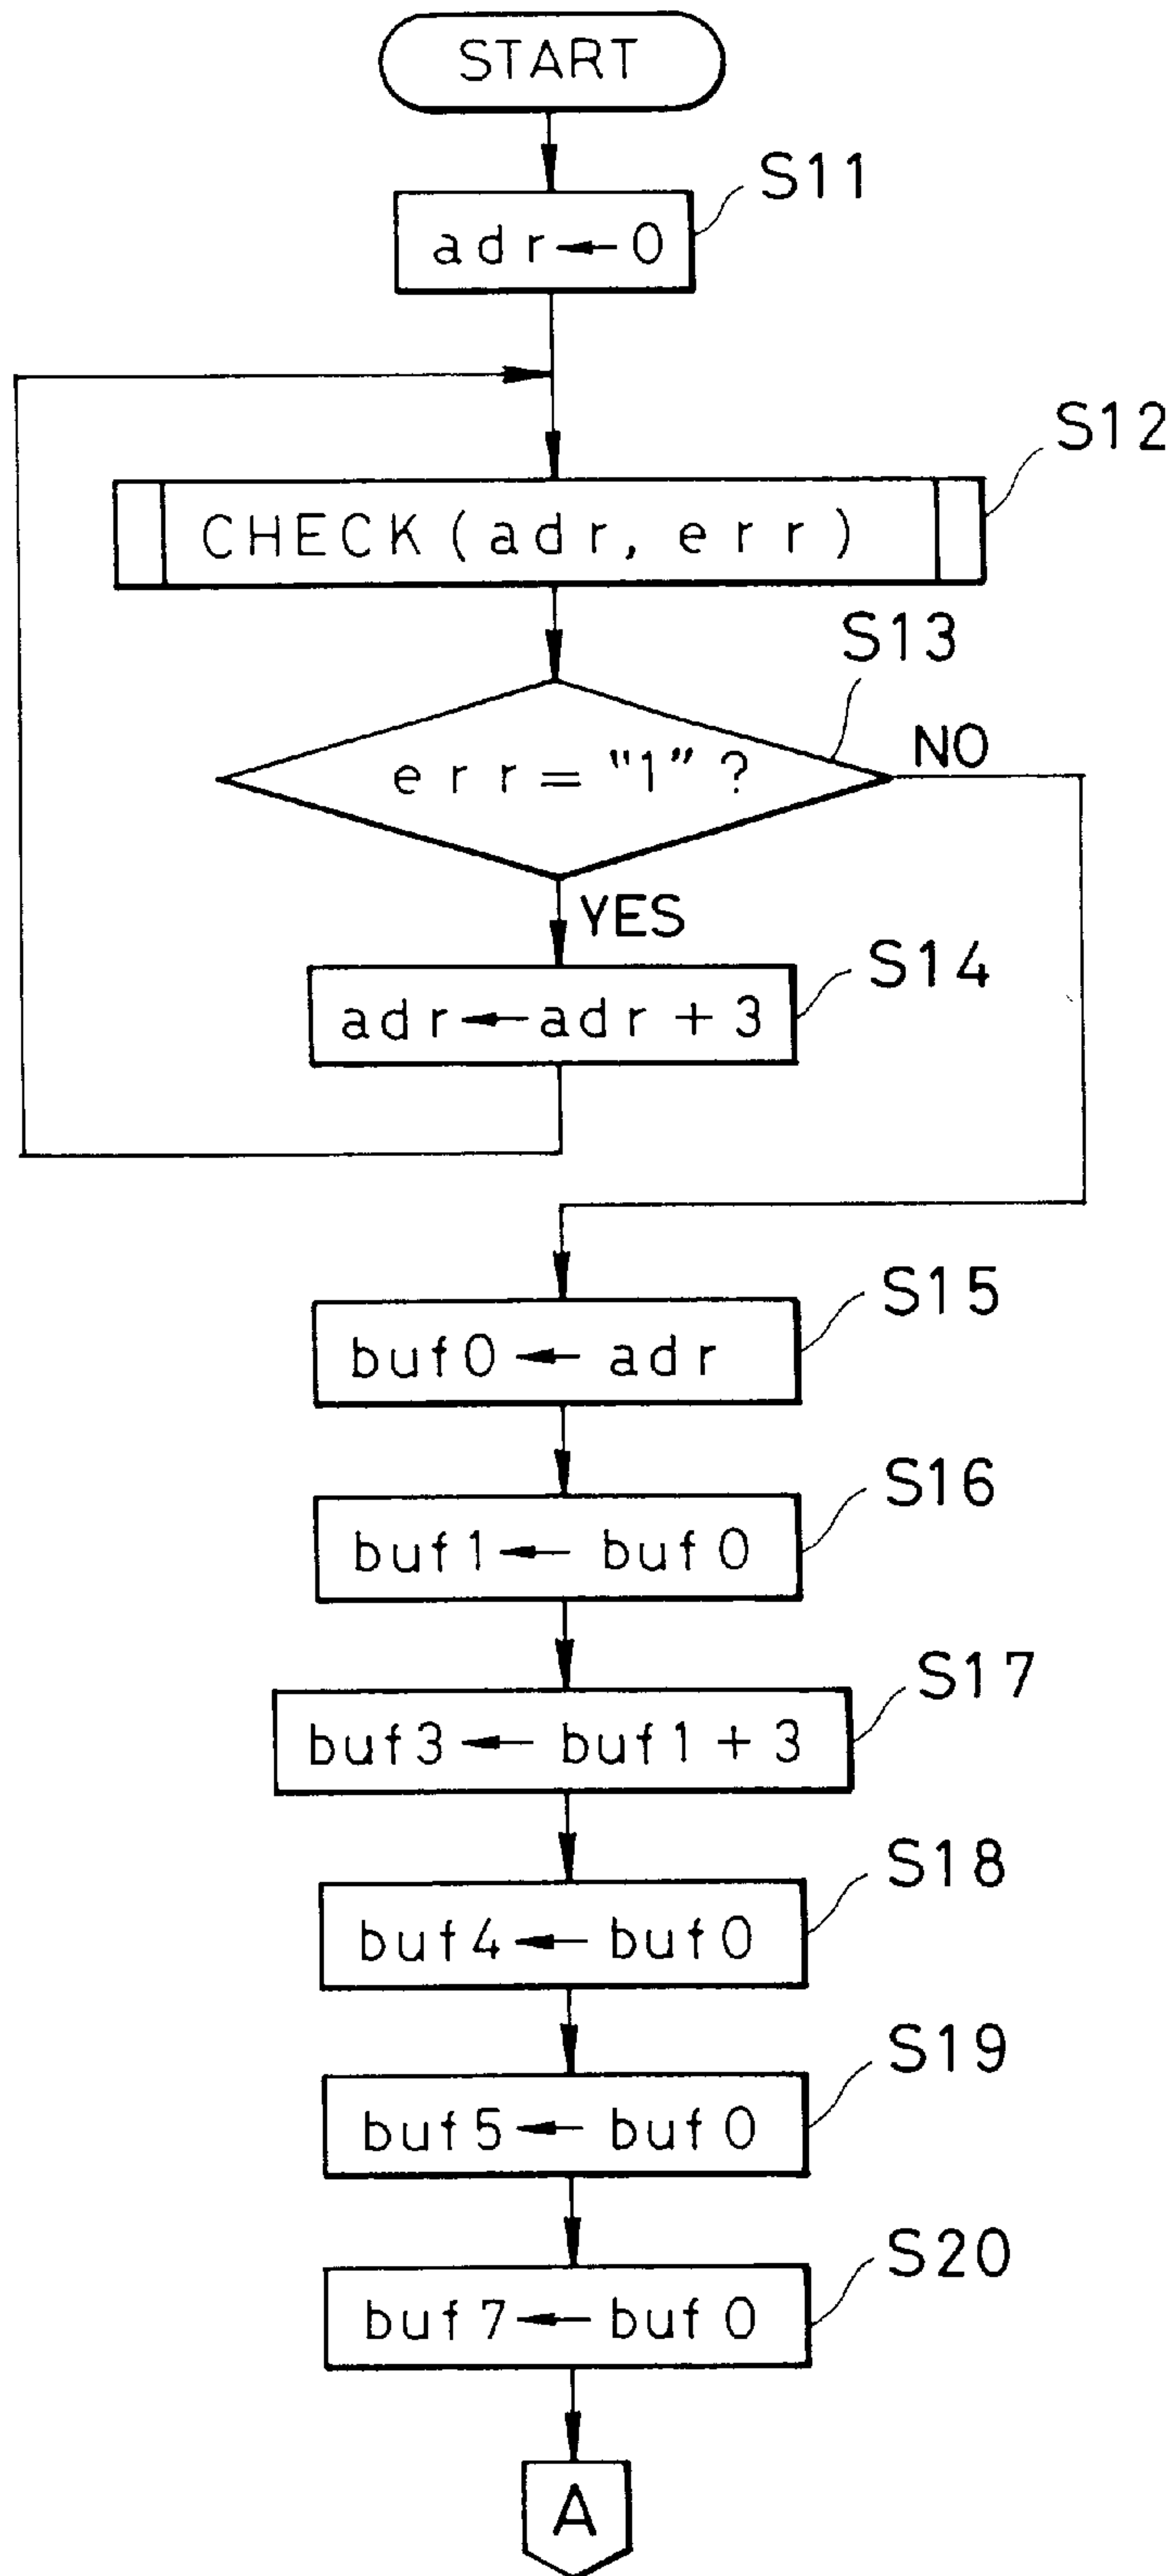 START
S11
adr←0
S12
CHECK(adr, err)
S13
err="1"?
NO
YES
S14
adr←adr+3
S15
buf0←adr
S16
buf1←buf0
S17
buf3←buf1+3
S18
buf4←buf0
S19
buf5←buf0
S20
buf7←buf0
A